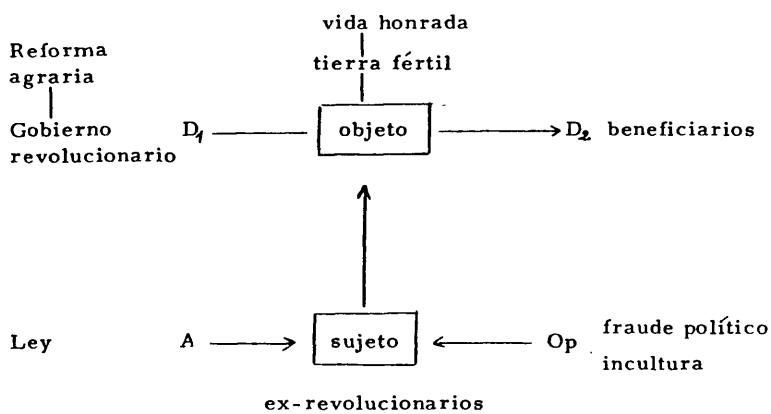 vida honrada
Reforma
agraria
tierra fértil
Gobierno
revolucionario
D₁
objeto
D₂ beneficiarios
Ley
A
sujeto
Op
fraude político
incultura
ex-revolucionarios